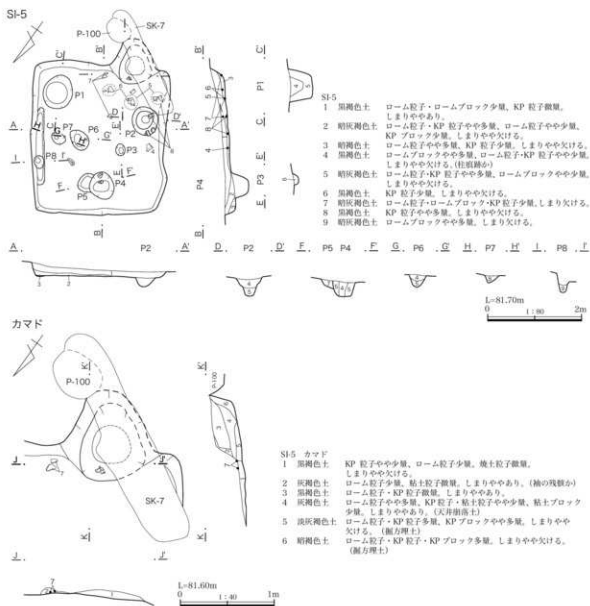 SI-5
P-100
SK-7
P1
P2
P3
P4
P5
P6
P7
P8
SI-5
1 黒褐色土 ローム粒子・ロームブロック少量、KP 粒子微量。
しまりややあり。
2 暗灰褐色土 ローム粒子・KP 粒子やや多量、ローム粒子やや少量、
KP ブロック少量。しまりやや欠ける。
3 暗褐色土 ローム粒子やや多量、KP 粒子少量。しまりやや欠ける。
4 黒褐色土 ロームブロックやや多量、ローム粒子・KP 粒子やや少量。
しまりやや欠ける。(柱痕跡か)
5 暗灰褐色土 ローム粒子・KP 粒子やや多量、ロームブロックやや少量。
しまりやや欠ける。
6 黒褐色土 KP 粒子少量。しまりやや欠ける。
7 暗灰褐色土 ローム粒子・ロームブロック・KP 粒子少量。しまり欠ける。
8 黒褐色土 KP 粒子やや多量。しまりやや欠ける。
9 暗褐色土 ロームブロックやや多量。しまり欠ける。
A P2 A' D P2 D' F P5 P4 F' G P6 G' H P7 H' I P8 I'
L=81.70m
0 1:80 2m
カマド
P-100
SK-7
SI-5 カマド
1 黒褐色土 KP 粒子やや少量、ローム粒子少量、焼土粒子微量。
しまりやや欠ける。
2 灰褐色土 ローム粒子少量、粘土粒子微量。しまりややあり。(袖の残骸か)
3 黒褐色土 ローム粒子・KP 粒子微量。しまりややあり。
4 灰褐色土 ローム粒子やや多量、KP 粒子・粘土粒子やや少量、粘土ブロック
少量。しまりややあり。(天井崩落土)
5 淡灰褐色土 ローム粒子・KP 粒子多量、KP ブロックやや多量。しまりやや
欠ける。(掘方埋土)
6 暗褐色土 ローム粒子・KP 粒子・KP ブロック多量。しまりやや欠ける。
(掘方埋土)
J J'
L=81.60m
0 1:40 1m